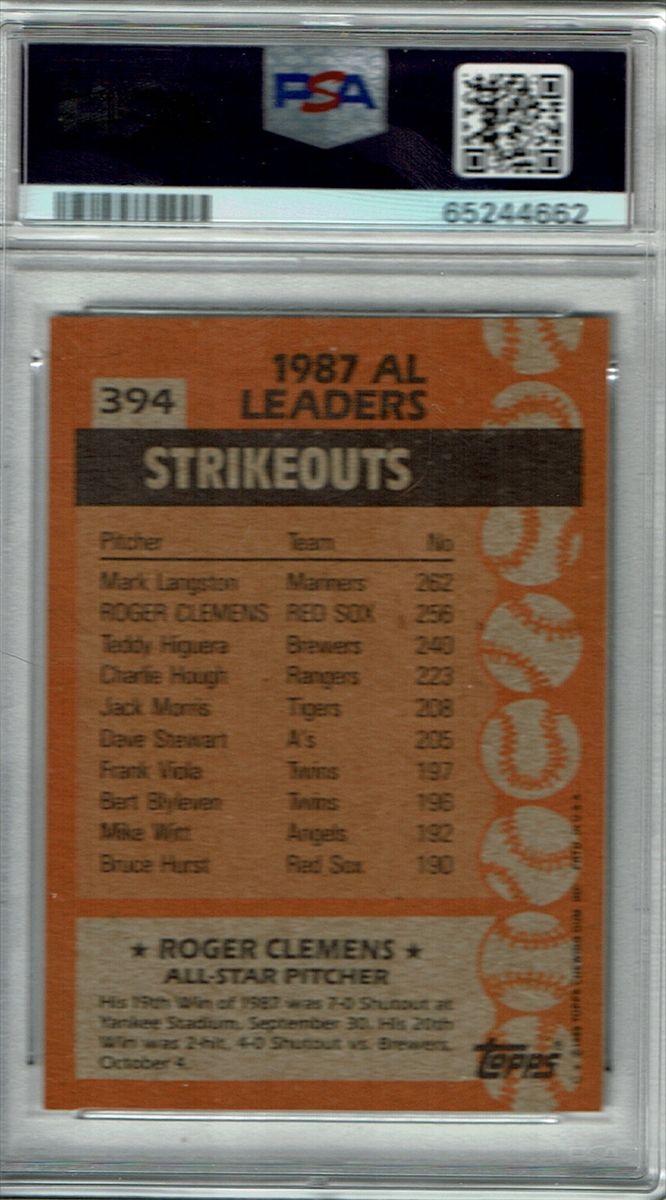 PSA
65244662
394
1987 AL
LEADERS
STRIKEOUTS
Pitcher Team No
Mark Langston Mariners 262
ROGER CLEMENS RED SOX 256
Teddy Higuera Brewers 240
Charlie Hough Rangers 223
Jack Morris Tigers 208
Dave Stewart A's 205
Frank Viola Twins 197
Bert Blyleven Twins 196
Mike Witt Angels 192
Bruce Hurst Red Sox 190
★ ROGER CLEMENS ★
ALL-STAR PITCHER
His 19th Win of 1987 was 7-0 Shutout at
Yankee Stadium, September 30. His 20th
Win was 2-hit, 4-0 Shutout vs. Brewers,
October 4.
Topps